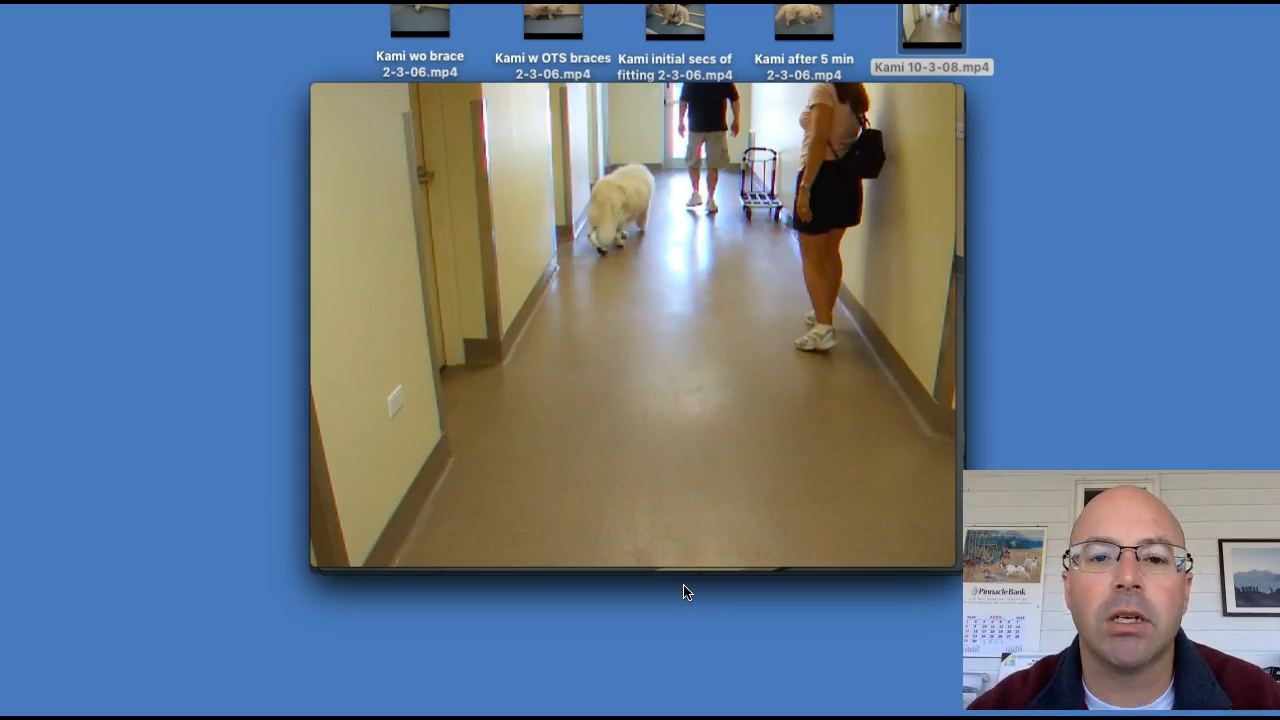 Kami wo brace
2-3-06.mp4
Kami w OTS braces
2-3-06.mp4
Kami initial secs of
fitting 2-3-06.mp4
Kami after 5 min
2-3-06.mp4
Kami 10-3-08.mp4
Pinnacle Bank
APRIL